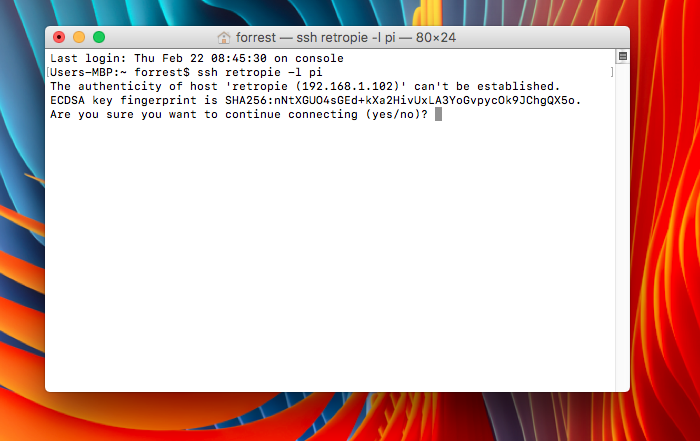 forrest — ssh retropie -l pi — 80×24
Last login: Thu Feb 22 08:45:30 on console
[Users-MBP:~ forrest$ ssh retropie -l pi ]
The authenticity of host 'retropie (192.168.1.102)' can't be established.
ECDSA key fingerprint is SHA256:nNtXGUO4sGEd+kXa2HivUxLA3YoGvpycOk9JChgQX5o.
Are you sure you want to continue connecting (yes/no)?